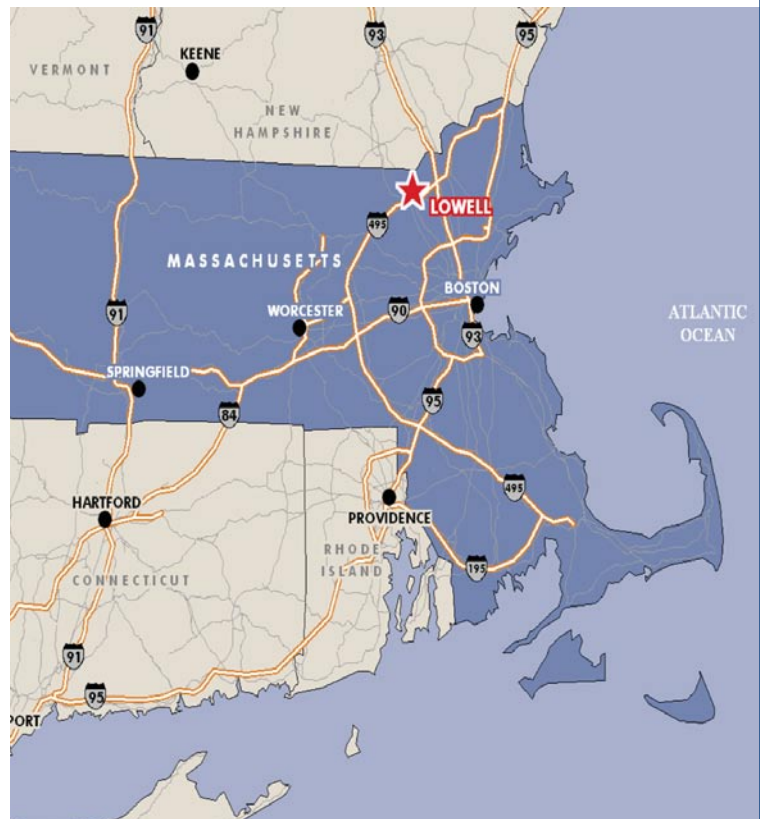 91
93
95
KEENE
VERMONT
NEW
HAMPSHIRE
LOWELL
495
MASSACHUSETTS
BOSTON
91
WORCESTER
90
ATLANTIC
OCEAN
93
SPRINGFIELD
95
84
495
HARTFORD
PROVIDENCE
RHODE
ISLAND
195
CONNECTICUT
91
95
PORT